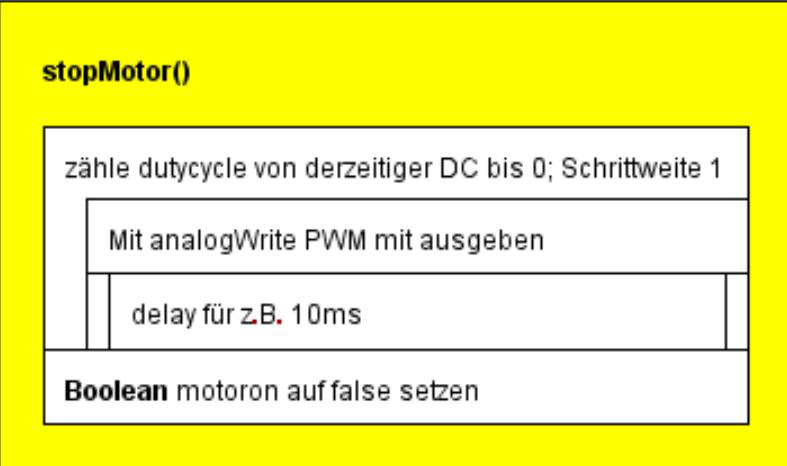 stopMotor()
zähle dutycycle von derzeitiger DC bis 0; Schrittweite 1
Mit analogWrite PWM mit ausgeben
delay für z.B. 10ms
Boolean motoron auf false setzen